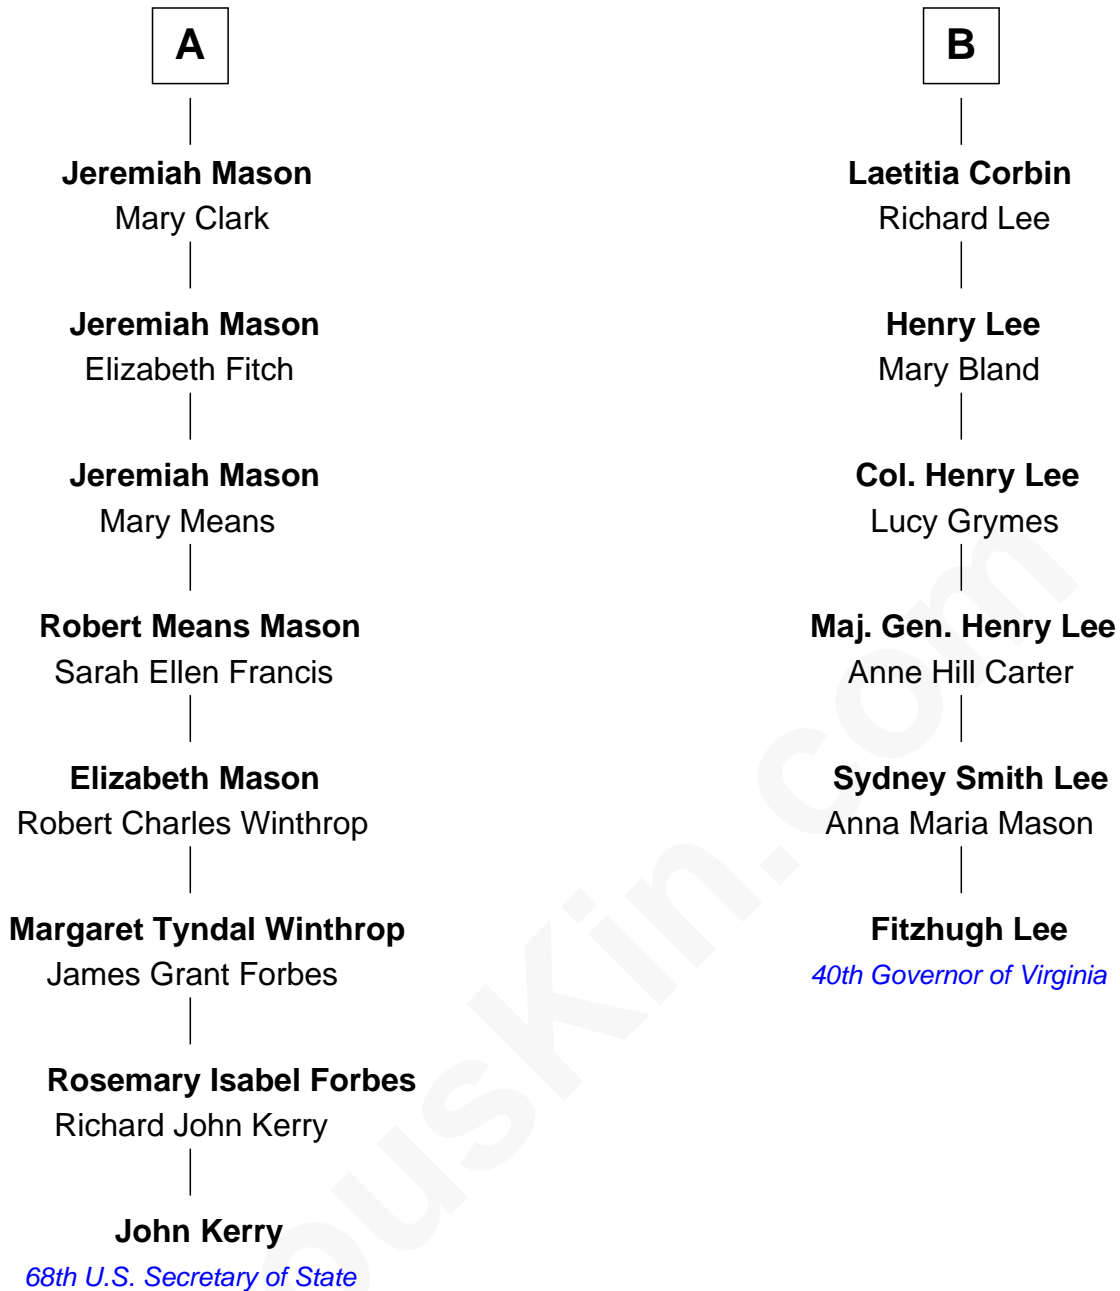 A
Jeremiah Mason
Mary Clark
Jeremiah Mason
Elizabeth Fitch
Jeremiah Mason
Mary Means
Robert Means Mason
Sarah Ellen Francis
Elizabeth Mason
Robert Charles Winthrop
Margaret Tyndal Winthrop
James Grant Forbes
Rosemary Isabel Forbes
Richard John Kerry
John Kerry
68th U.S. Secretary of State
B
Laetitia Corbin
Richard Lee
Henry Lee
Mary Bland
Col. Henry Lee
Lucy Grymes
Maj. Gen. Henry Lee
Anne Hill Carter
Sydney Smith Lee
Anna Maria Mason
Fitzhugh Lee
40th Governor of Virginia
ousKin.com